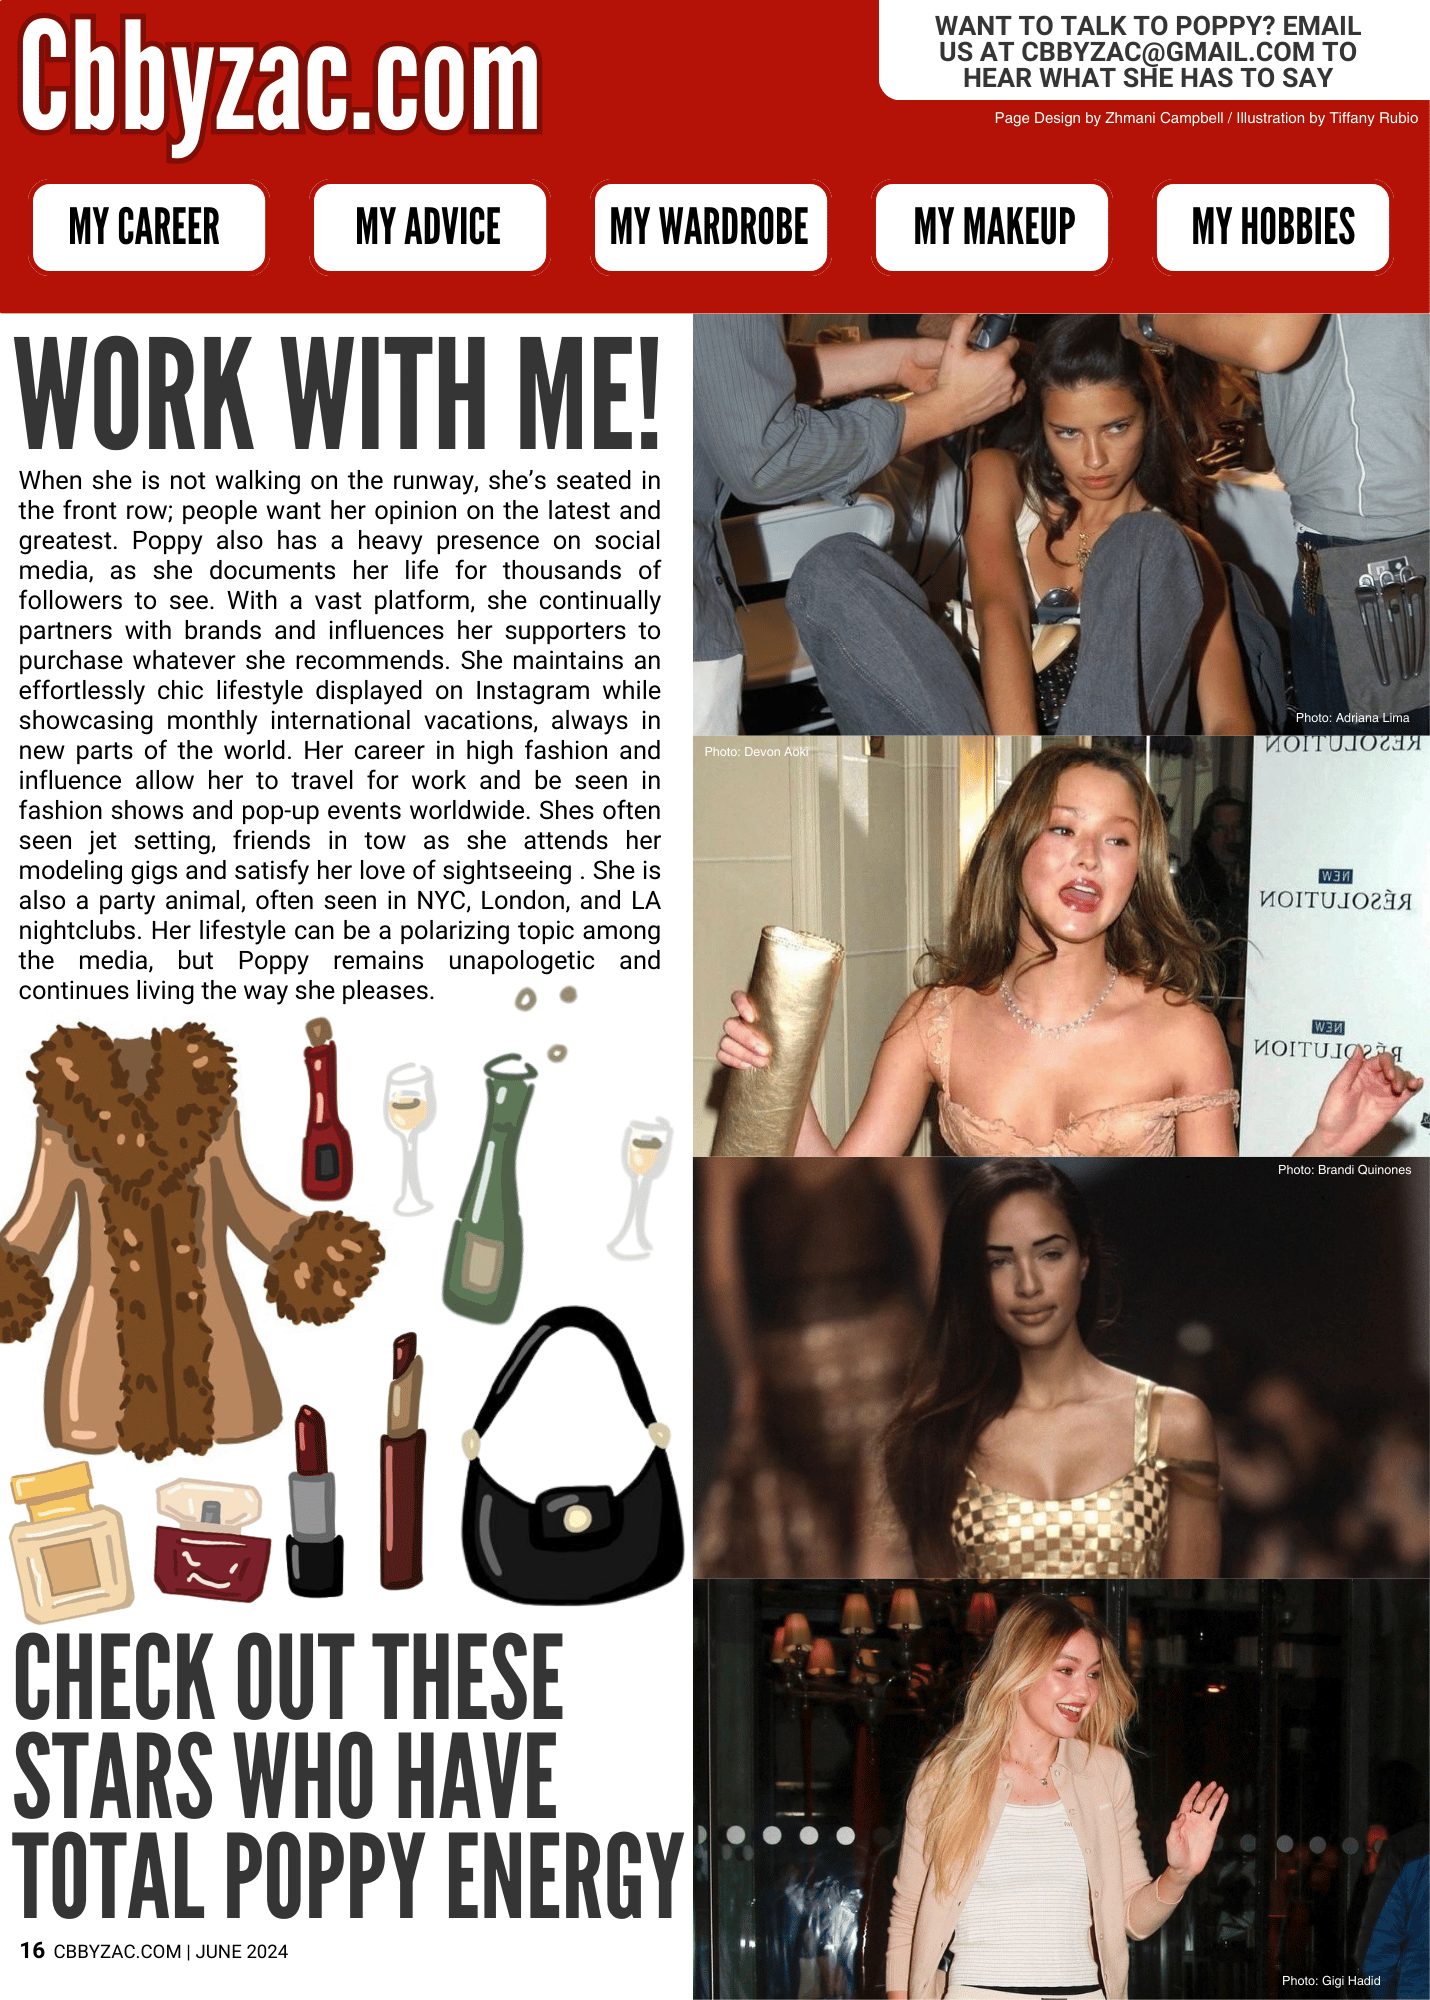 Cbbyzac.com
WANT TO TALK TO POPPY? EMAIL
US AT CBBYZAC@GMAIL.COM TO
HEAR WHAT SHE HAS TO SAY
Page Design by Zhmani Campbell / Illustration by Tiffany Rubio
MY CAREER
MY ADVICE
MY WARDROBE
MY MAKEUP
MY HOBBIES
WORK WITH ME!
When she is not walking on the runway, she’s seated in
the front row; people want her opinion on the latest and
greatest. Poppy also has a heavy presence on social
media, as she documents her life for thousands of
followers to see. With a vast platform, she continually
partners with brands and influences her supporters to
purchase whatever she recommends. She maintains an
effortlessly chic lifestyle displayed on Instagram while
showcasing monthly international vacations, always in
new parts of the world. Her career in high fashion and
influence allow her to travel for work and be seen in
fashion shows and pop-up events worldwide. Shes often
seen jet setting, friends in tow as she attends her
modeling gigs and satisfy her love of sightseeing . She is
also a party animal, often seen in NYC, London, and LA
nightclubs. Her lifestyle can be a polarizing topic among
the media, but Poppy remains unapologetic and
continues living the way she pleases.
CHECK OUT THESE
STARS WHO HAVE
TOTAL POPPY ENERGY
16 CBBYZAC.COM | JUNE 2024
Photo: Adriana Lima
Photo: Devon Aoki
RÉSOLUTION
NEW
RÉSOLUTION
NEW
RÉSOLUTION
Photo: Brandi Quinones
Photo: Gigi Hadid